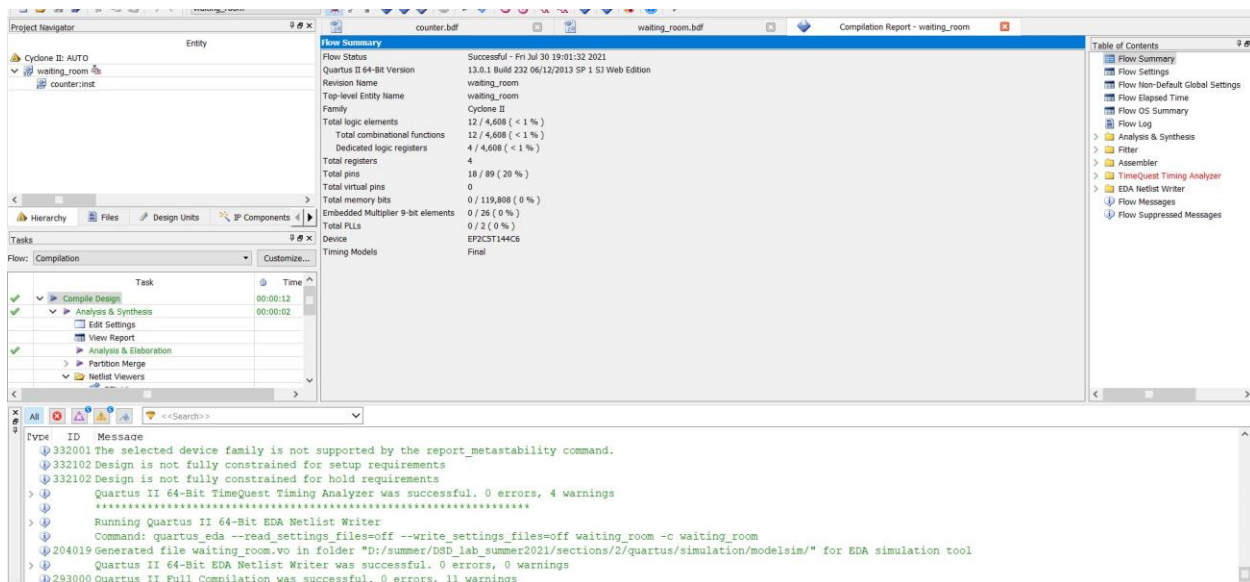 Project Navigator
Entity
Cyclone II: AUTO
waiting_room
counter:inst
Hierarchy Files Design Units IP Components
Tasks
Flow: Compilation Customize...
Task Time
Compile Design 00:00:12
Analysis & Synthesis 00:00:02
Edit Settings
View Report
Analysis & Elaboration
Partition Merge
Netlist Viewers
counter.bdf waiting_room.bdf Compilation Report - waiting_room
Flow Summary
Flow Status Successful - Fri Jul 30 19:01:32 2021
Quartus II 64-Bit Version 13.0.1 Build 232 06/12/2013 SP 1 SJ Web Edition
Revision Name waiting_room
Top-level Entity Name waiting_room
Family Cyclone II
Total logic elements 12 / 4,608 ( < 1 % )
Total combinational functions 12 / 4,608 ( < 1 % )
Dedicated logic registers 4 / 4,608 ( < 1 % )
Total registers 4
Total pins 18 / 89 ( 20 % )
Total virtual pins 0
Total memory bits 0 / 119,808 ( 0 % )
Embedded Multiplier 9-bit elements 0 / 26 ( 0 % )
Total PLLs 0 / 2 ( 0 % )
Device EP2C5T144C6
Timing Models Final
Table of Contents
Flow Summary
Flow Settings
Flow Non-Default Global Settings
Flow Elapsed Time
Flow OS Summary
Flow Log
Analysis & Synthesis
Fitter
Assembler
TimeQuest Timing Analyzer
EDA Netlist Writer
Flow Messages
Flow Suppressed Messages
All <<Search>>
Type ID Message
332001 The selected device family is not supported by the report_metastability command.
332102 Design is not fully constrained for setup requirements
332102 Design is not fully constrained for hold requirements
Quartus II 64-Bit TimeQuest Timing Analyzer was successful. 0 errors, 4 warnings
*******************************************************************
Running Quartus II 64-Bit EDA Netlist Writer
Command: quartus_eda --read_settings_files=off --write_settings_files=off waiting_room -c waiting_room
204019 Generated file waiting_room.vo in folder "D:/summer/DSD_lab_summer2021/sections/2/quartus/simulation/modelsim/" for EDA simulation tool
Quartus II 64-Bit EDA Netlist Writer was successful. 0 errors, 0 warnings
293000 Quartus II Full Compilation was successful. 0 errors, 11 warnings